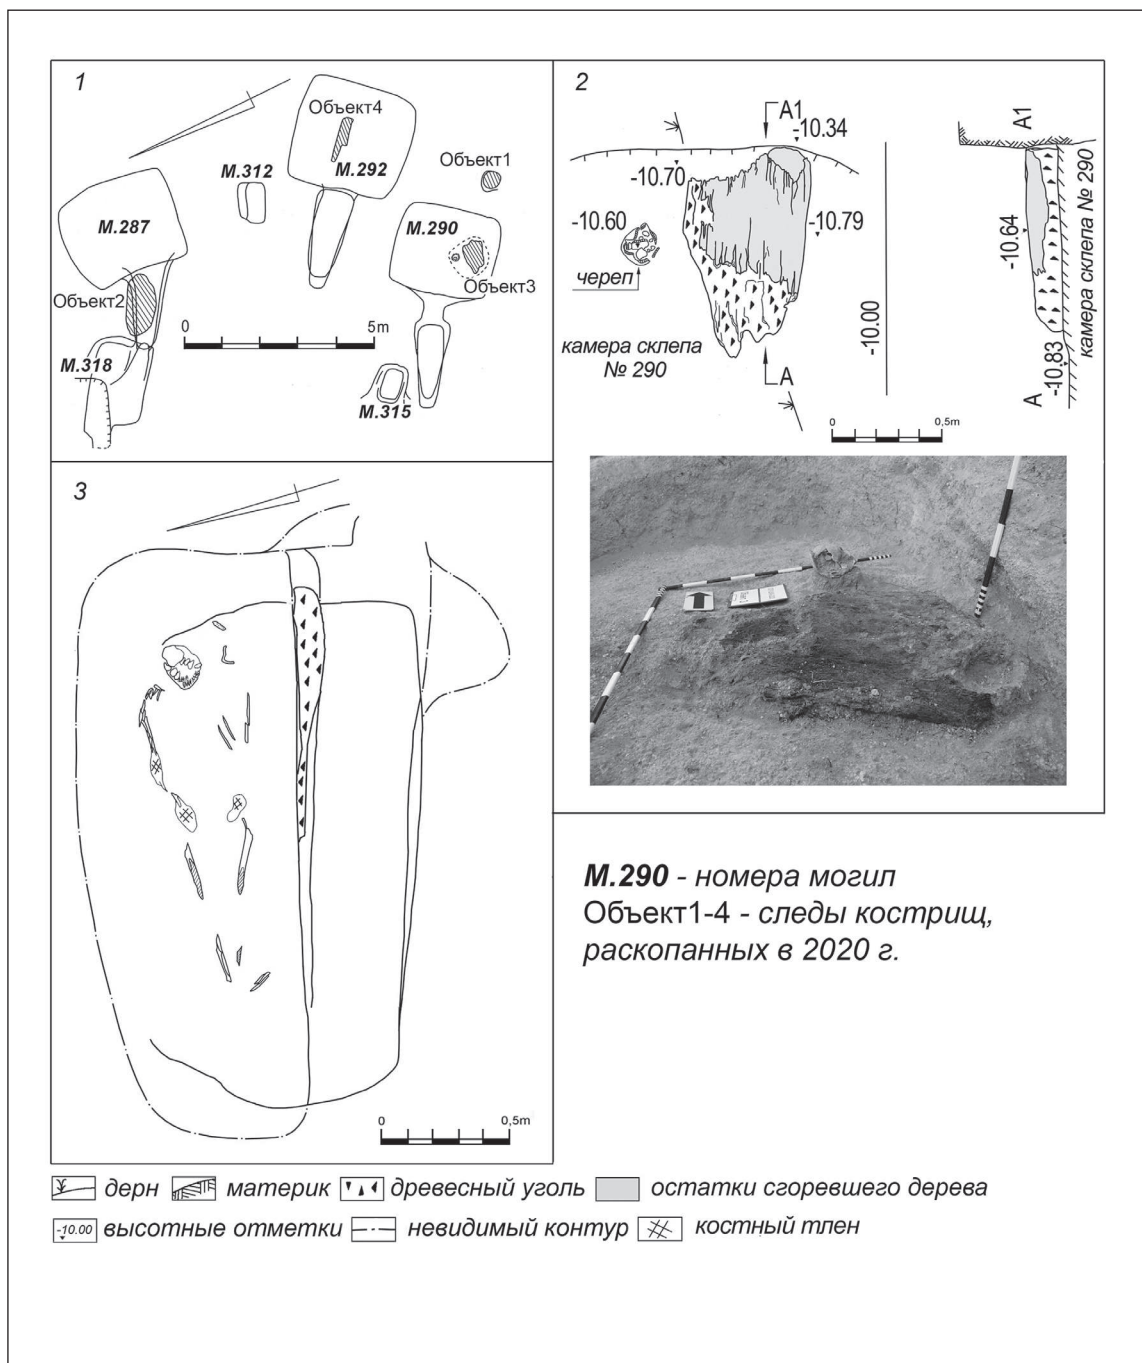 1
Объект4
М.292
М.312
Объект1
М.287
М.290
Объект3
Объект2
0 5m
М.318
М.315
2
А1
-10.34
-10.70
-10.60
-10.79
череп
камера склепа
№ 290
А
-10.00
0 0,5m
А1
-10.64
-10.83
А
камера склепа № 290
3
0 0,5m
М.290 - номера могил
Объект1-4 - следы кострищ,
раскопанных в 2020 г.
дерн материк древесный уголь остатки сгоревшего дерева
-10.00 высотные отметки невидимый контур костный тлен